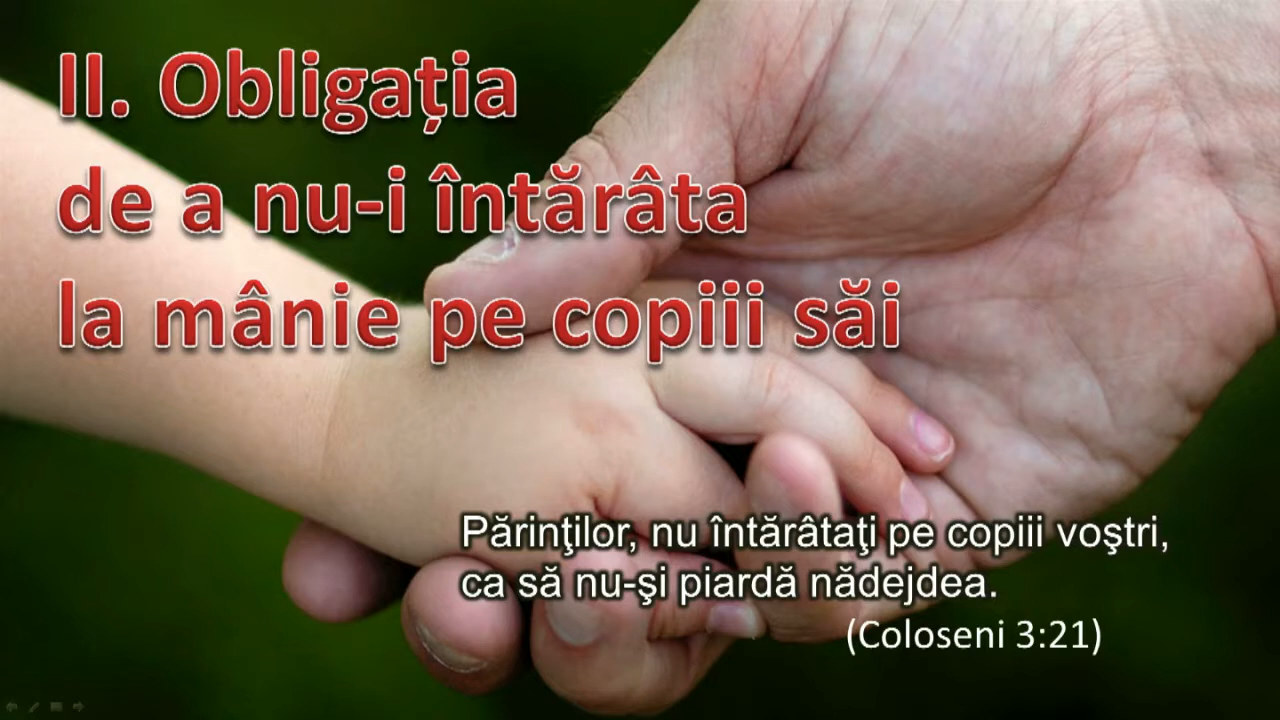 II. Obligația
de a nu-i întărâta
la mânie pe copiii săi
Părinţilor, nu întărâtaţi pe copiii voştri,
ca să nu-şi piardă nădejdea.
(Coloseni 3:21)